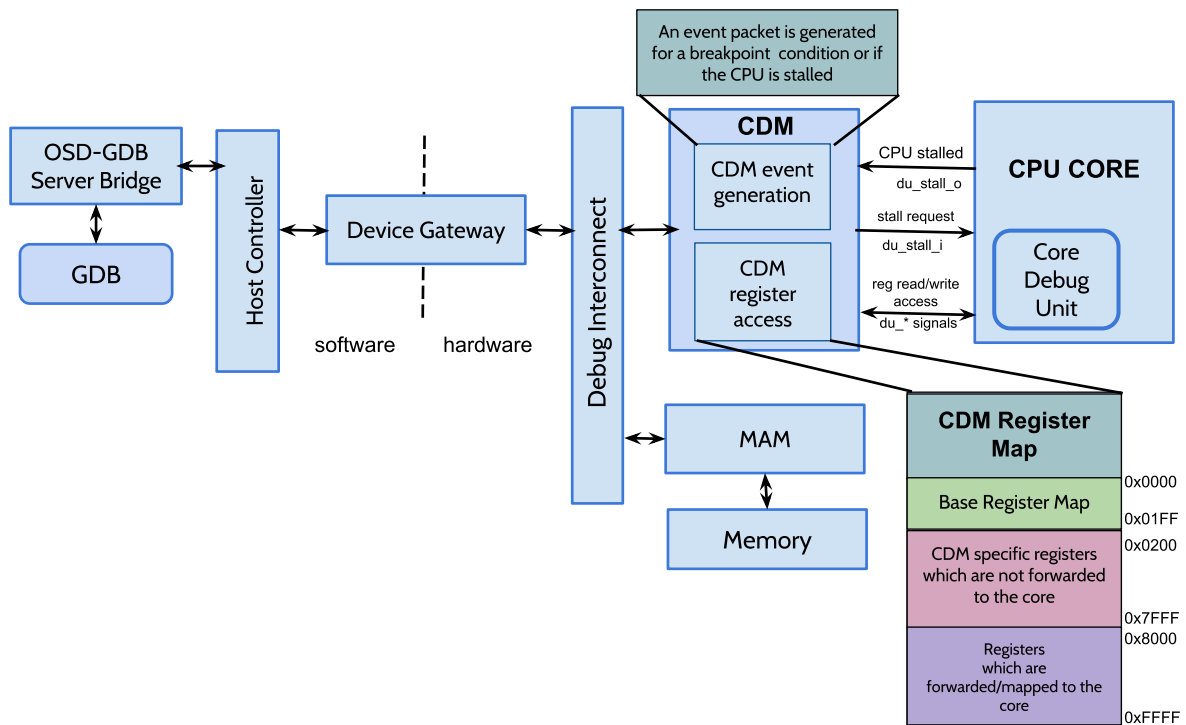 An event packet is generated
for a breakpoint condition or if
the CPU is stalled
OSD-GDB
Server Bridge
GDB
Host Controller
Device Gateway
software
hardware
Debug Interconnect
CDM
CDM event
generation
CDM
register
access
CPU stalled
du_stall_o
stall request
du_stall_i
reg read/write
access
du_* signals
CPU CORE
Core
Debug
Unit
MAM
Memory
CDM Register
Map
0x0000
Base Register Map
0x01FF
0x0200
CDM specific registers
which are not forwarded
to the core
0x7FFF
0x8000
Registers
which are
forwarded/mapped to the
core
0xFFFF